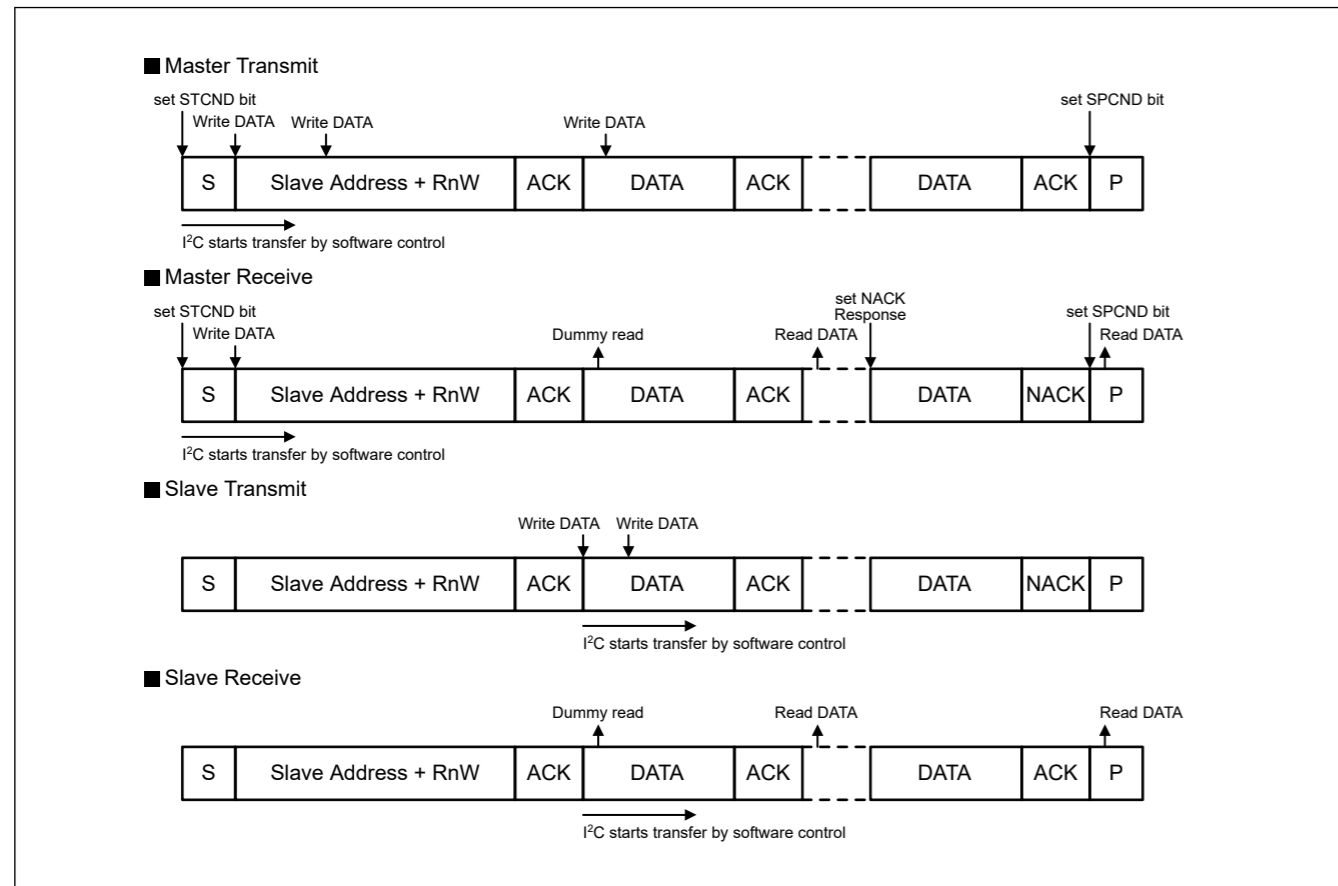 ■ Master Transmit
set STCND bit
set SPCND bit
Write DATA Write DATA Write DATA
S Slave Address + RnW ACK DATA ACK DATA ACK P
I²C starts transfer by software control
■ Master Receive
set STCND bit
set NACK
Response
set SPCND bit
Write DATA Dummy read Read DATA Read DATA
S Slave Address + RnW ACK DATA ACK DATA NACK P
I²C starts transfer by software control
■ Slave Transmit
Write DATA Write DATA
S Slave Address + RnW ACK DATA ACK DATA NACK P
I²C starts transfer by software control
■ Slave Receive
Dummy read Read DATA Read DATA
S Slave Address + RnW ACK DATA ACK DATA ACK P
I²C starts transfer by software control